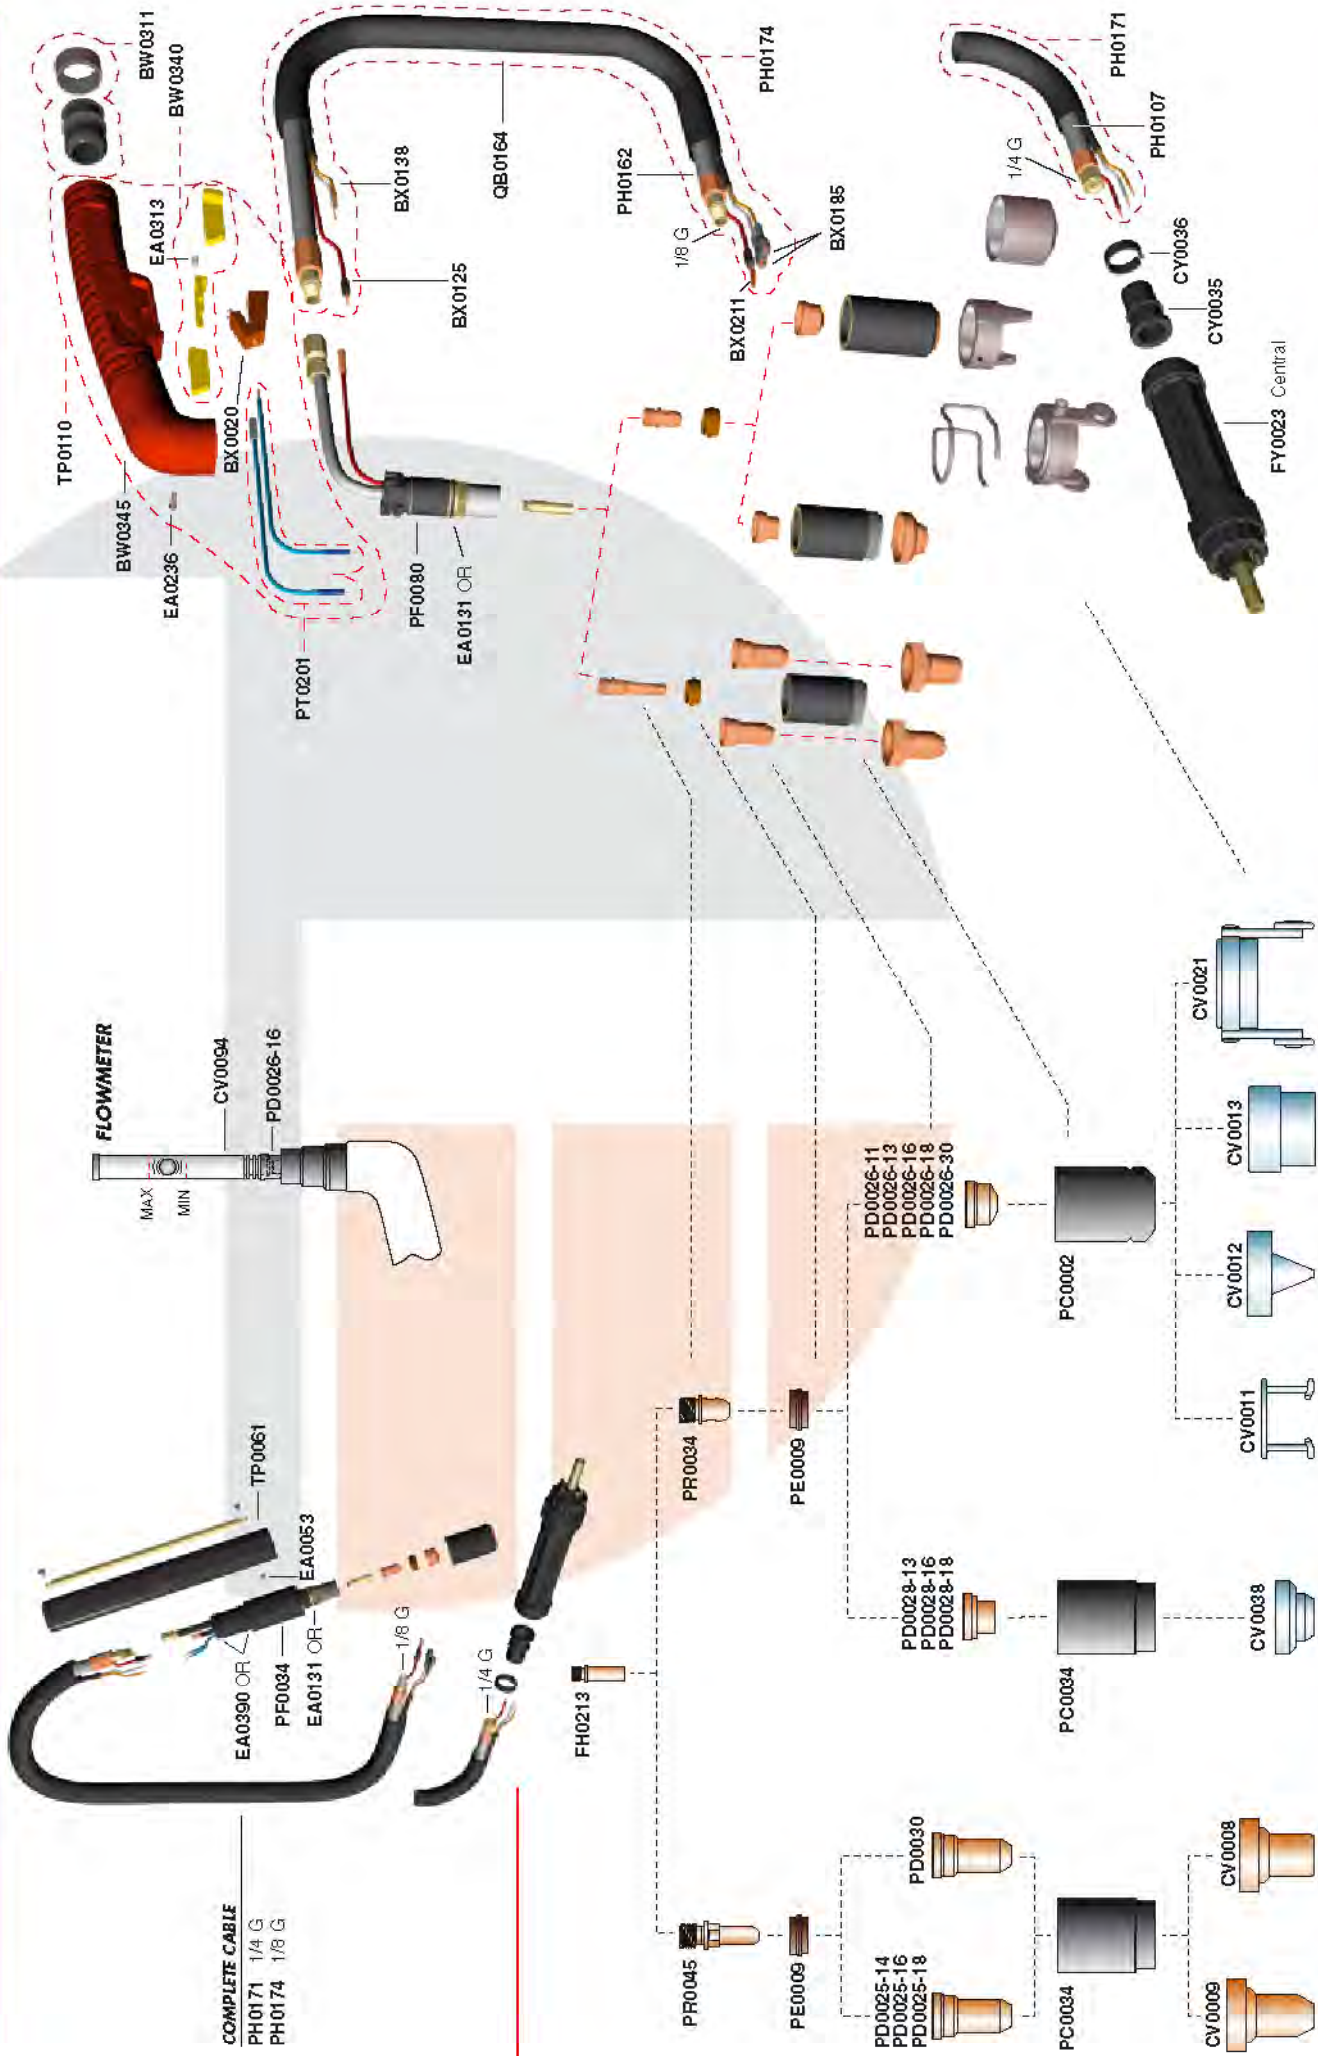 COMPLETE CABLE
PH0171 1/4 G
PH0174 1/8 G
EA0390 OR
PF0034
EA0131 OR
TP0061
EA0053
1/8 G
1/4 G
FLOWMETER
MAX
MIN
CV0094
PD0026-16
TP0110
BW0345
EA0236
BW0311
BW0340
EA0313
BX0020
PT0201
BX0138
BX0125
PF0080
EA0131 OR
QB0164
PH0174
PH0162
1/8 G
BX0185
BX0211
PH0171
PH0107
1/4 G
CY0036
CY0035
FY0023 Central
FH0213
PR0045
PE0009
PD0025-14
PD0025-16
PD0025-18
PD0030
PC0034
CV0009
CV0008
PR0034
PE0009
PD0028-13
PD0028-16
PD0028-18
PC0034
CV0038
PD0026-11
PD0026-13
PD0026-16
PD0026-18
PD0026-30
PC0002
CV0011
CV0012
CV0013
CV0021